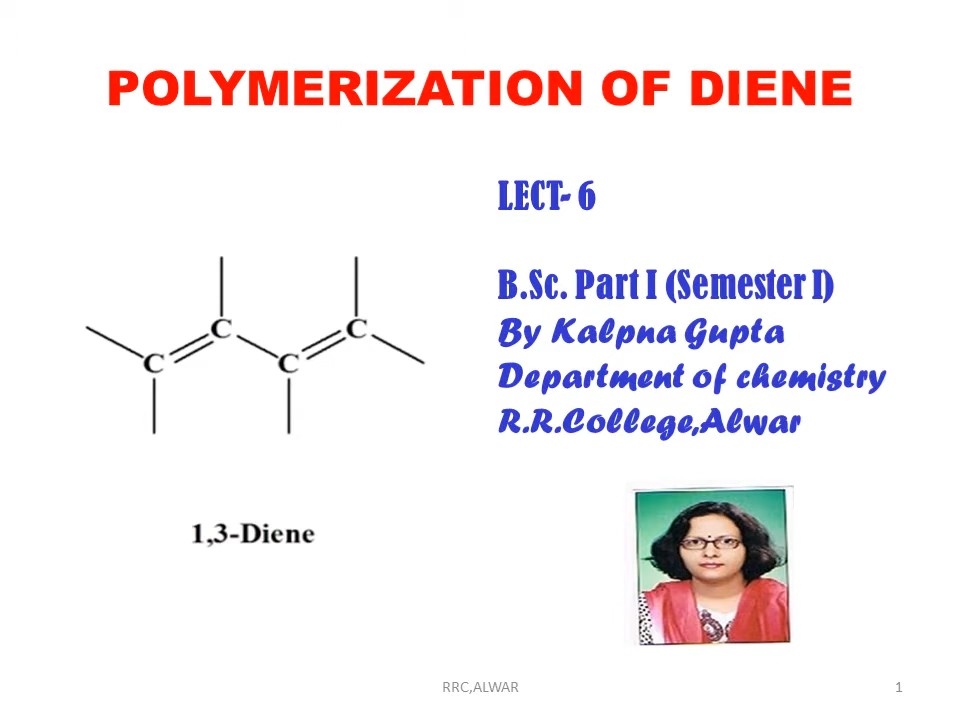 POLYMERIZATION OF DIENE
LECT- 6
B.Sc. Part I (Semester I)
By Kalpna Gupta
Department of chemistry
R.R.College,Alwar
C C C C
1,3-Diene
RRC,ALWAR
1